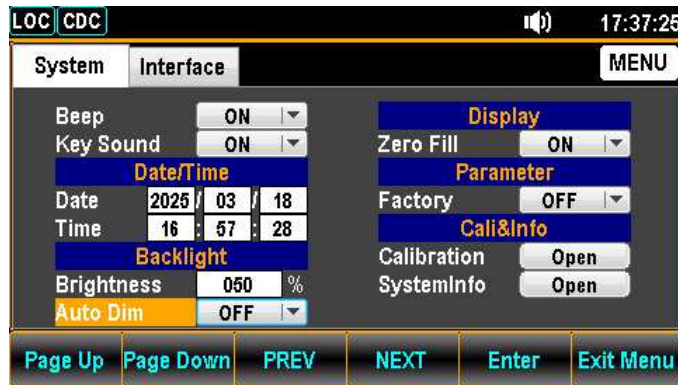 LOC CDC 17:37:25
System Interface MENU
Beep ON
Key Sound ON
Date/Time
Date 2025 / 03 / 18
Time 16 : 57 : 28
Backlight
Brightness 050 %
Auto Dim OFF
Display
Zero Fill ON
Parameter
Factory OFF
Cali&Info
Calibration Open
SystemInfo Open
Page Up Page Down PREV NEXT Enter Exit Menu